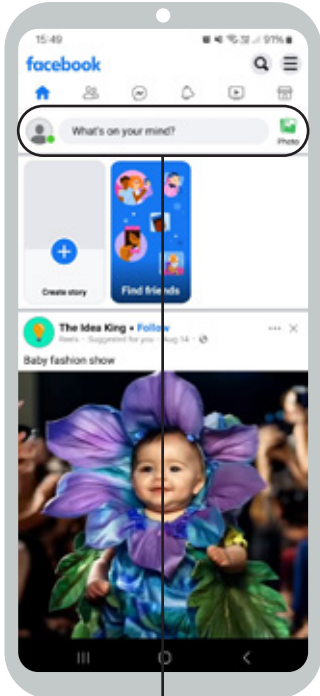 15:49
97%
facebook
What's on your mind?
Photo
Create story
Find friends
The Idea King • Follow
Reels · Suggested for you · Aug 14 ·
Baby fashion show